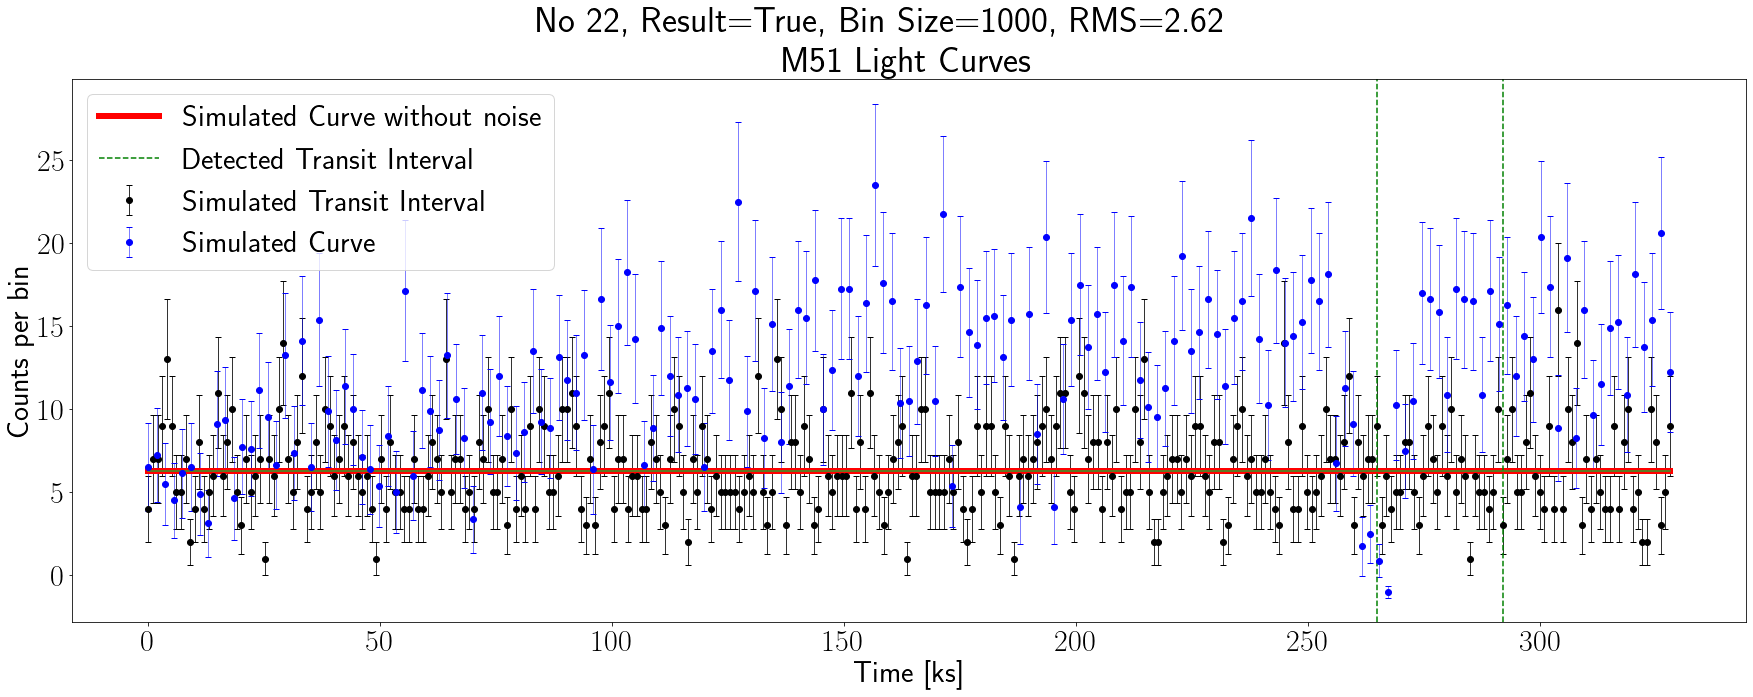 No 22, Result=True, Bin Size=1000, RMS=2.62
M51 Light Curves
Simulated Curve without noise
Detected Transit Interval
Simulated Transit Interval
Simulated Curve
Counts per bin
25
20
15
10
5
0
0 50 100 150 200 250 300
Time [ks]